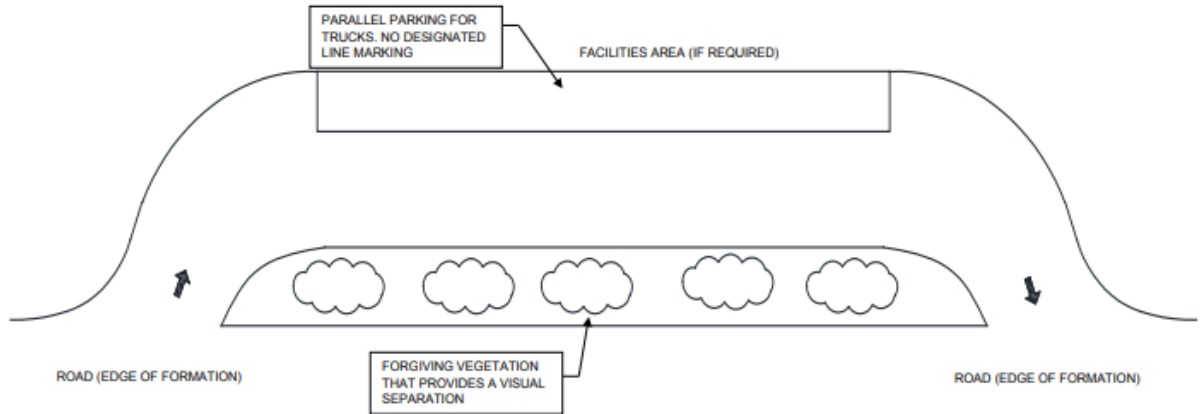 PARALLEL PARKING FOR
TRUCKS. NO DESIGNATED
LINE MARKING
FACILITIES AREA (IF REQUIRED)
FORGIVING VEGETATION
THAT PROVIDES A VISUAL
SEPARATION
ROAD (EDGE OF FORMATION)
ROAD (EDGE OF FORMATION)